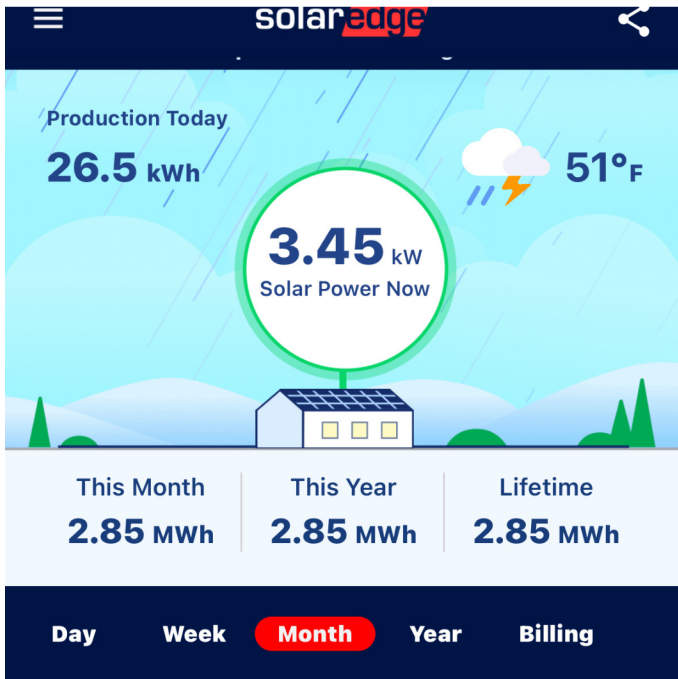 solaredge
Production Today
26.5 kWh
51°F
3.45 kW
Solar Power Now
This Month
This Year
Lifetime
2.85 MWh
2.85 MWh
2.85 MWh
Day
Week
Month
Year
Billing